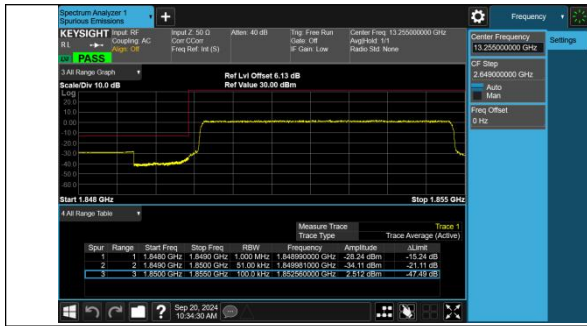 Spectrum Analyzer 1
Spurious Emissions
Frequency
KEYSIGHT Input: RF
Coupling: AC
Align: Off
Input Z: 50 Ω
Corr CCorr
Freq Ref: Int (S)
Atten: 40 dB
Trig: Free Run
Gate: Off
IF Gain: Low
Center Freq: 13.255000000 GHz
Avg|Hold: 1/1
Radio Std: None
RL
PASS
Center Frequency
13.255000000 GHz
Settings
CF Step
2.649000000 GHz
Auto
Man
Freq Offset
0 Hz
3 All Range Graph
Scale/Div 10.0 dB
Ref Lvl Offset 6.13 dB
Ref Value 30.00 dBm
Log
20.0
10.0
0.0
-10.0
-20.0
-30.0
-40.0
-50.0
-60.0
Start 1.848 GHz
Stop 1.855 GHz
4 All Range Table
Measure Trace Trace 1
Trace Type Trace Average (Active)
Spur Range Start Freq Stop Freq RBW Frequency Amplitude ΔLimit
1 1 1.8480 GHz 1.8490 GHz 1.000 MHz 1.848990000 GHz -28.24 dBm -15.24 dB
2 2 1.8490 GHz 1.8500 GHz 51.00 kHz 1.849981000 GHz -34.11 dBm -21.11 dB
3 3 1.8500 GHz 1.8550 GHz 100.0 kHz 1.852560000 GHz 2.512 dBm -47.49 dB
Sep 20, 2024
10:34:30 AM